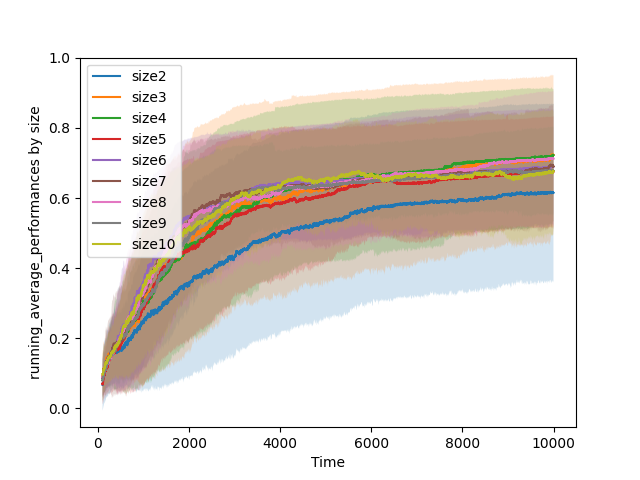 running_average_performances by size
1.0
0.8
0.6
0.4
0.2
0.0
size2
size3
size4
size5
size6
size7
size8
size9
size10
0 2000 4000 6000 8000 10000
Time